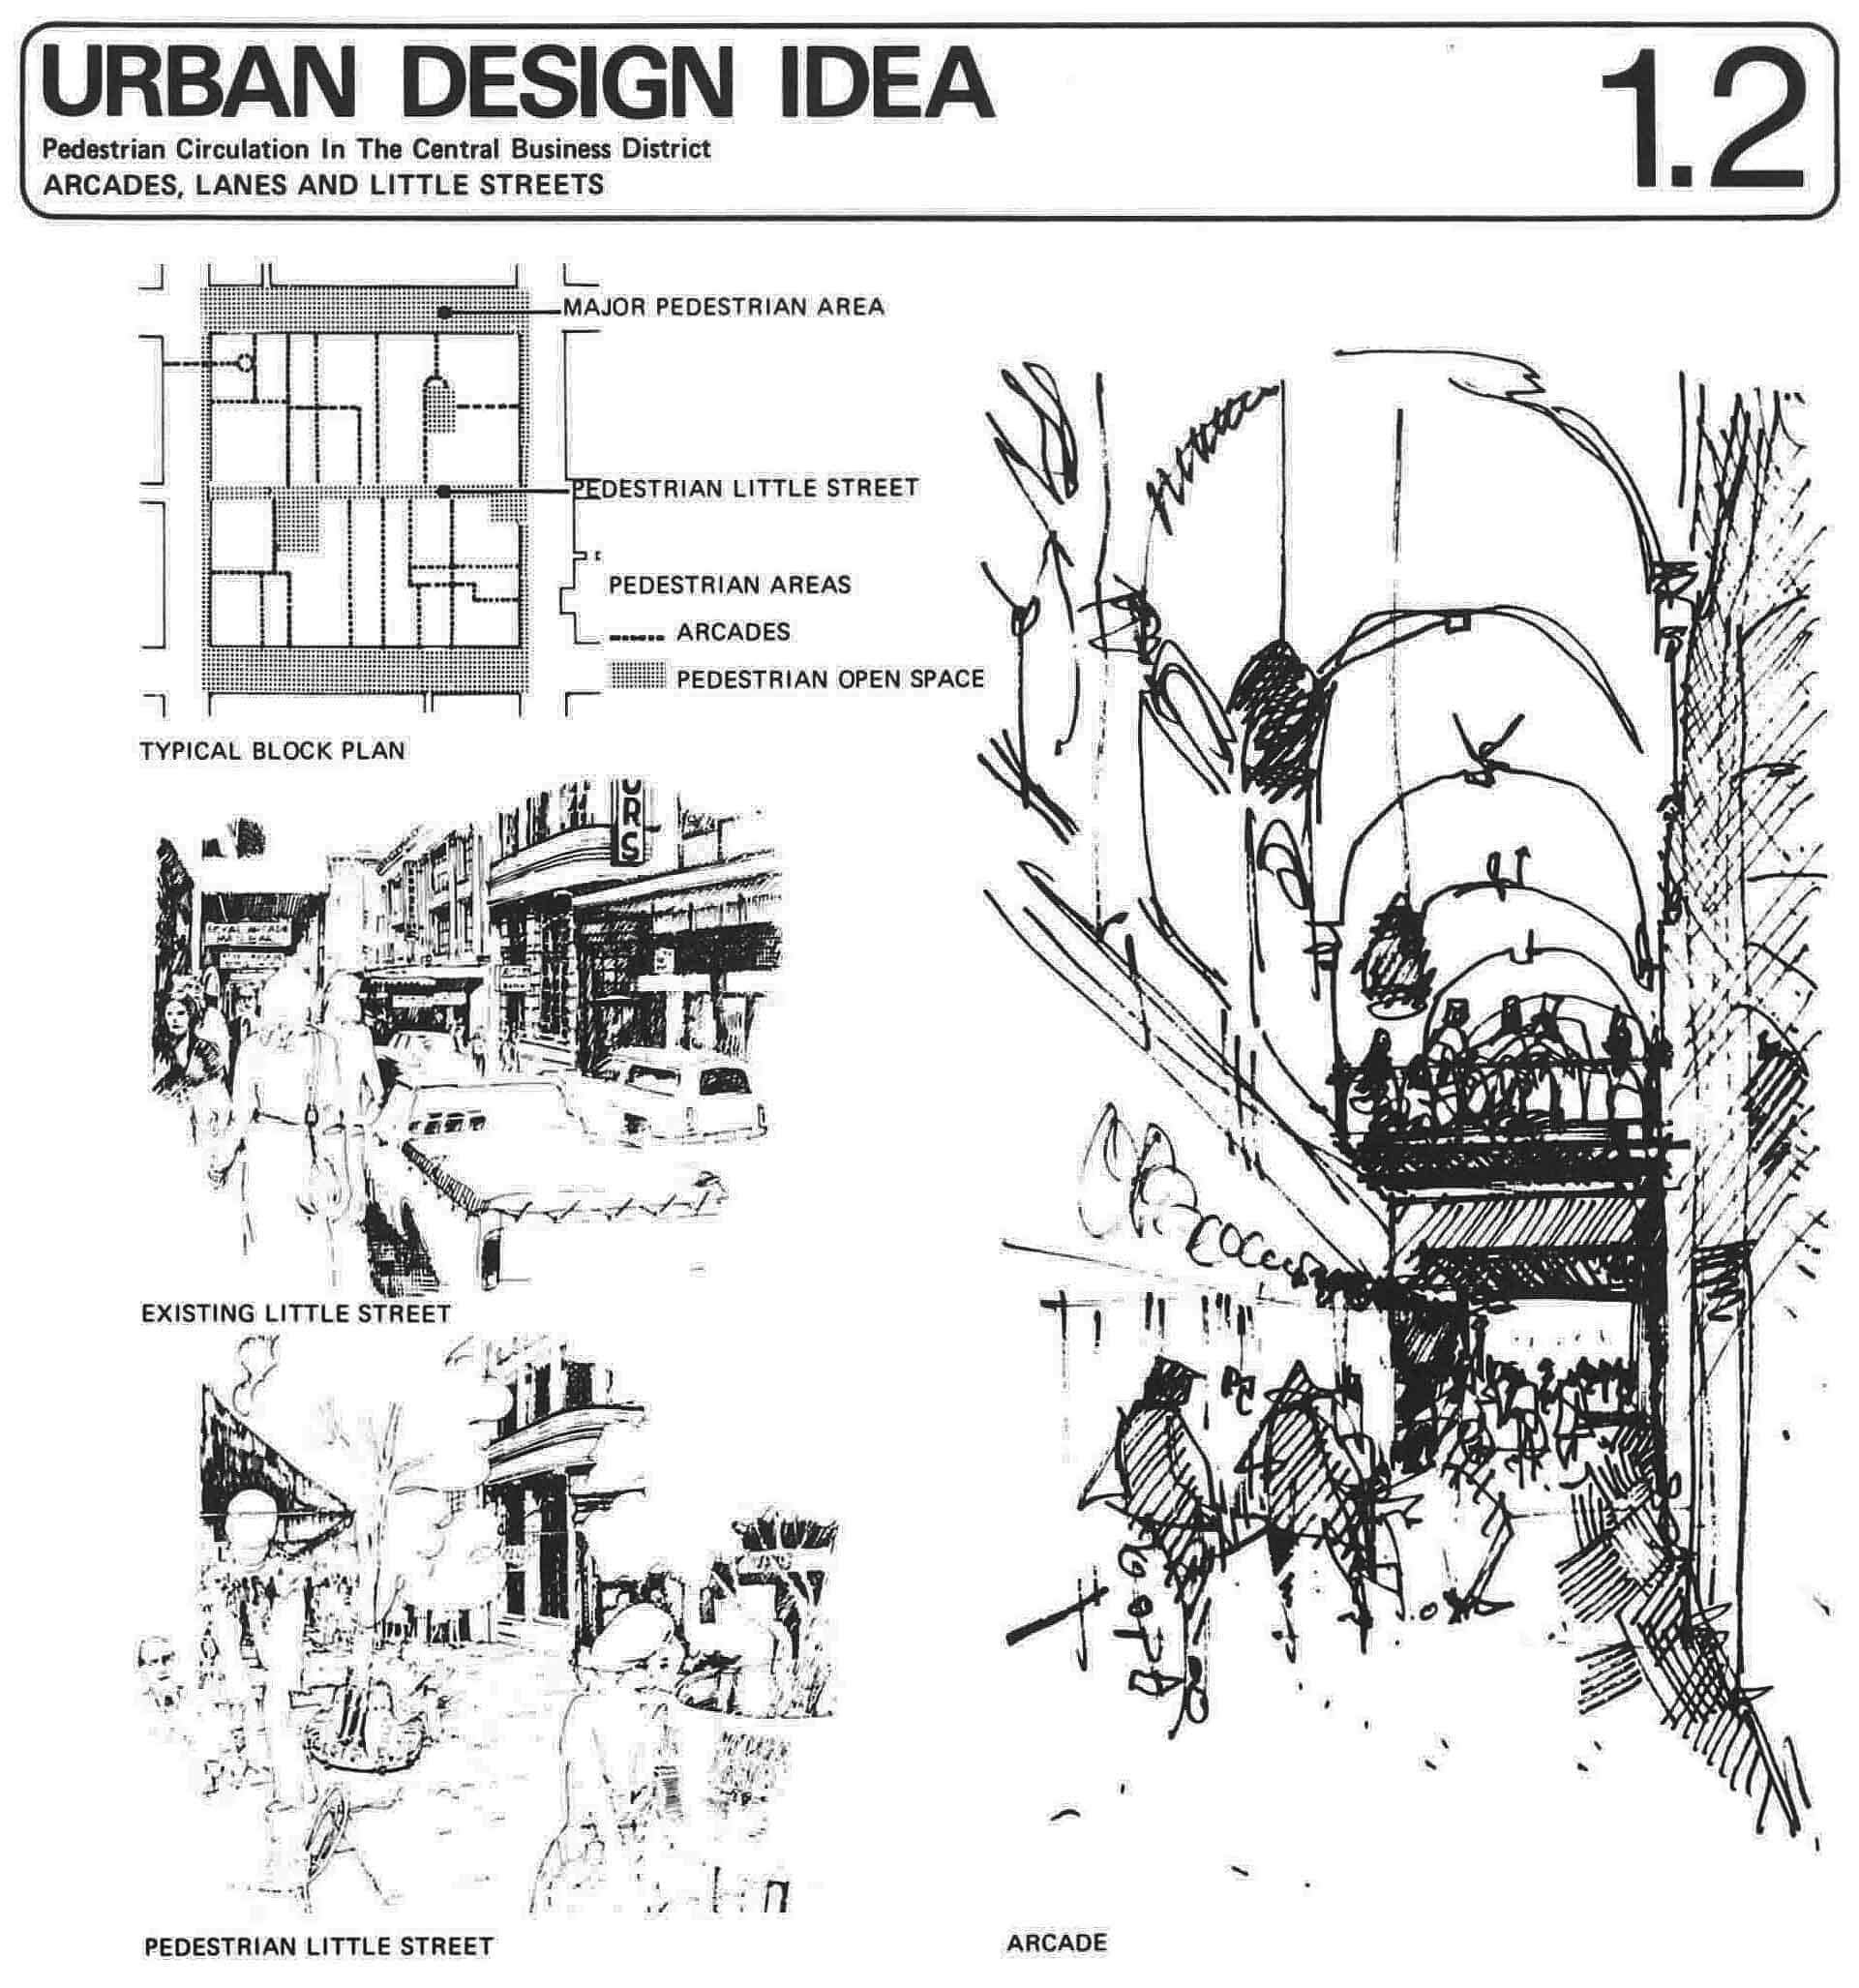 URBAN DESIGN IDEA
1.2
Pedestrian Circulation In The Central Business District
ARCADES, LANES AND LITTLE STREETS
MAJOR PEDESTRIAN AREA
PEDESTRIAN LITTLE STREET
PEDESTRIAN AREAS
ARCADES
PEDESTRIAN OPEN SPACE
TYPICAL BLOCK PLAN
URS
EXISTING LITTLE STREET
PEDESTRIAN LITTLE STREET
ARCADE